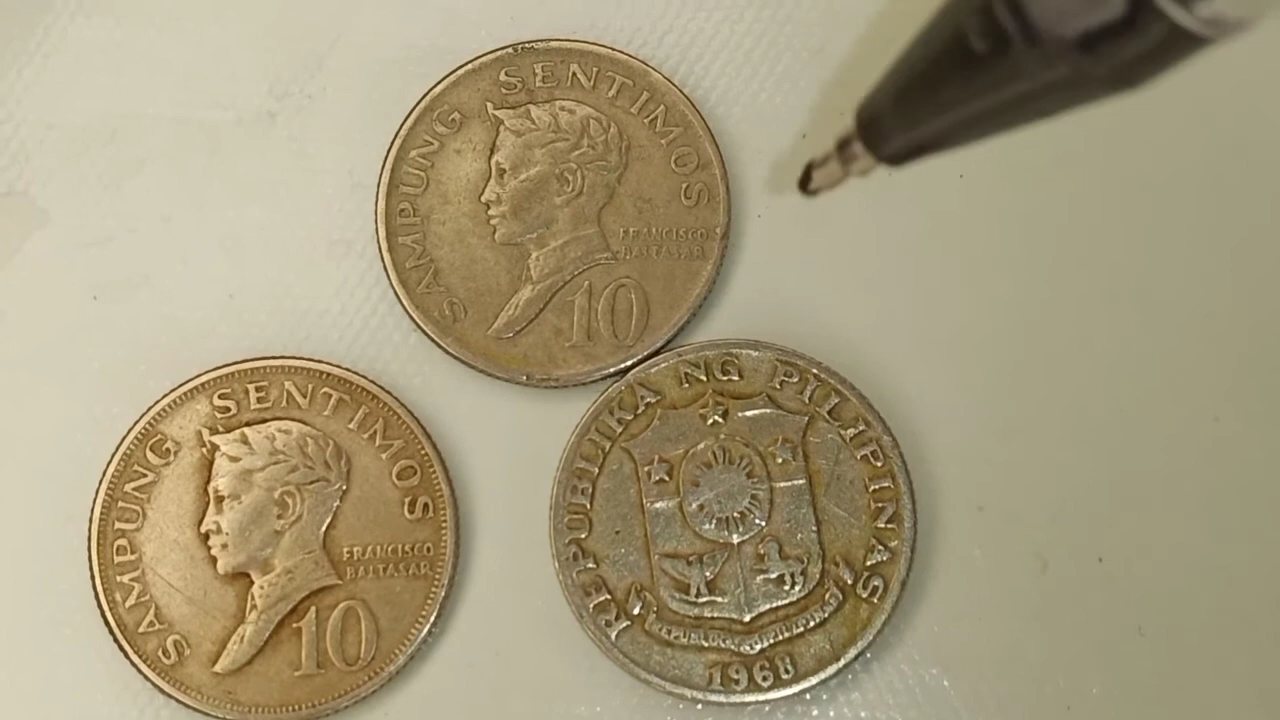 SAMPUNG SENTIMOS
FRANCISCO
BALTASAR
10
SAMPUNG SENTIMOS
FRANCISCO
BALTASAR
10
REPUBLIKA NG PILIPINAS
1968